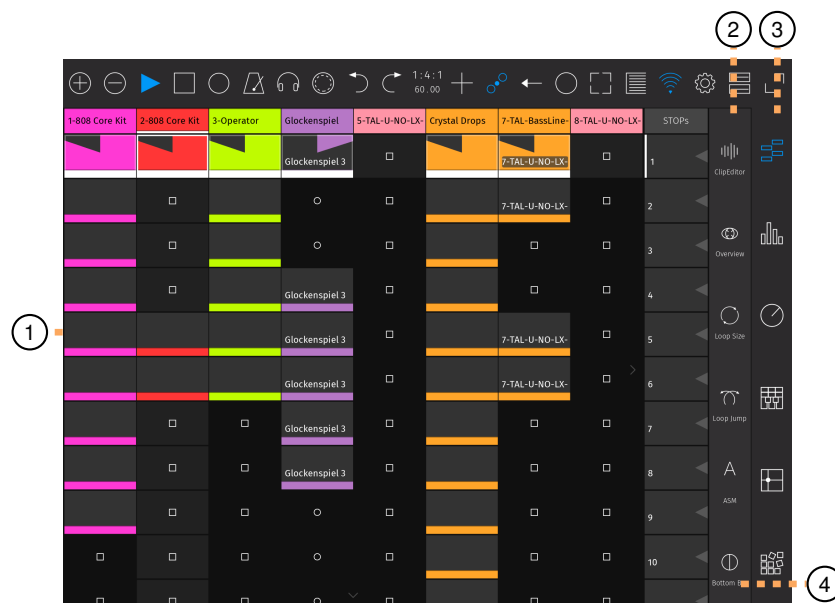 2 3
1:4:1
60.00
1-808 Core Kit 2-808 Core Kit 3-Operator Glockenspiel 5-TAL-U-NO-LX- Crystal Drops 7-TAL-BassLine- 8-TAL-U-NO-LX- STOPs
Glockenspiel 3 7-TAL-U-NO-LX- 1
ClipEditor
7-TAL-U-NO-LX- 2
3 Overview
Glockenspiel 3 4
1 Glockenspiel 3 7-TAL-U-NO-LX- 5 Loop Size
Glockenspiel 3 7-TAL-U-NO-LX- 6
Glockenspiel 3 7 Loop Jump
Glockenspiel 3 8 A
ASM
9
10
Bottom 4